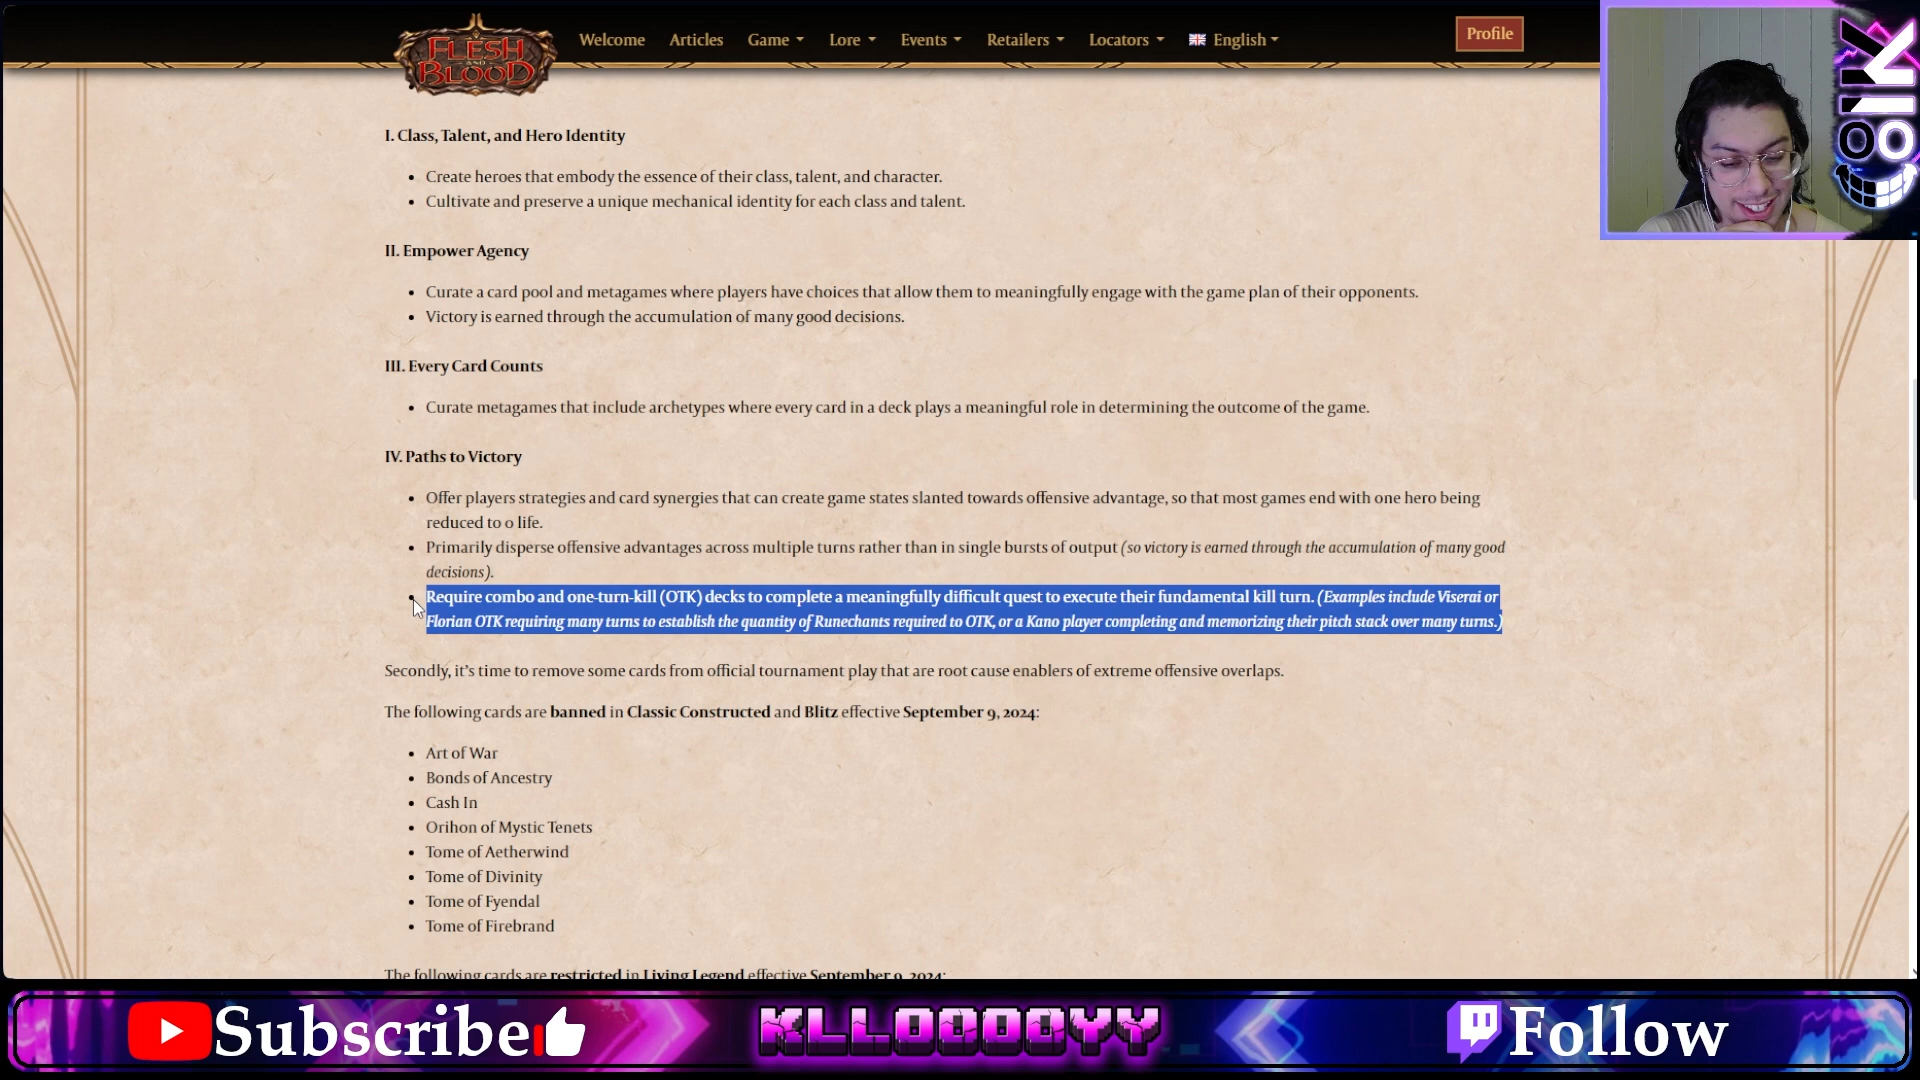 FLESH
AND
BLOOD
Welcome
Articles
Game
Lore
Events
Retailers
Locators
English
Profile
I. Class, Talent, and Hero Identity
• Create heroes that embody the essence of their class, talent, and character.
• Cultivate and preserve a unique mechanical identity for each class and talent.
II. Empower Agency
• Curate a card pool and metagames where players have choices that allow them to meaningfully engage with the game plan of their opponents.
• Victory is earned through the accumulation of many good decisions.
III. Every Card Counts
• Curate metagames that include archetypes where every card in a deck plays a meaningful role in determining the outcome of the game.
IV. Paths to Victory
• Offer players strategies and card synergies that can create game states slanted towards offensive advantage, so that most games end with one hero being
reduced to 0 life.
• Primarily disperse offensive advantages across multiple turns rather than in single bursts of output (so victory is earned through the accumulation of many good
decisions).
• Require combo and one-turn-kill (OTK) decks to complete a meaningfully difficult quest to execute their fundamental kill turn. (Examples include Viserai or
Florian OTK requiring many turns to establish the quantity of Runechants required to OTK, or a Kano player completing and memorizing their pitch stack over many turns.)
Secondly, it's time to remove some cards from official tournament play that are root cause enablers of extreme offensive overlaps.
The following cards are banned in Classic Constructed and Blitz effective September 9, 2024:
• Art of War
• Bonds of Ancestry
• Cash In
• Orihon of Mystic Tenets
• Tome of Aetherwind
• Tome of Divinity
• Tome of Fyendal
• Tome of Firebrand
The following cards are restricted in Living Legend effective September 9, 2024:
Subscribe
KLLOOOOYY
Follow